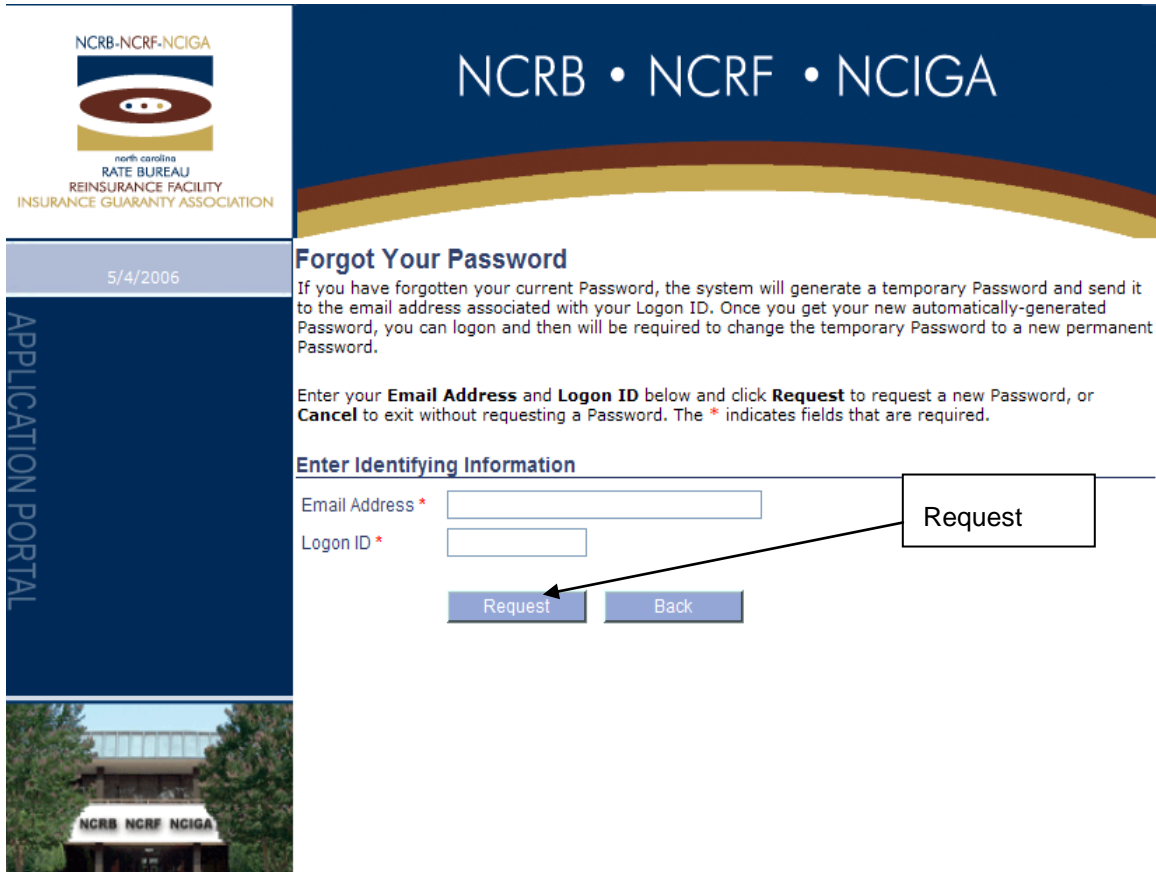 NCRB-NCRF-NCIGA
north carolina
RATE BUREAU
REINSURANCE FACILITY
INSURANCE GUARANTY ASSOCIATION
NCRB • NCRF • NCIGA
5/4/2006
APPLICATION PORTAL
Forgot Your Password
If you have forgotten your current Password, the system will generate a temporary Password and send it
to the email address associated with your Logon ID. Once you get your new automatically-generated
Password, you can logon and then will be required to change the temporary Password to a new permanent
Password.
Enter your Email Address and Logon ID below and click Request to request a new Password, or
Cancel to exit without requesting a Password. The * indicates fields that are required.
Enter Identifying Information
Email Address *
Logon ID *
Request
Request Back
NCRB NCRF NCIGA